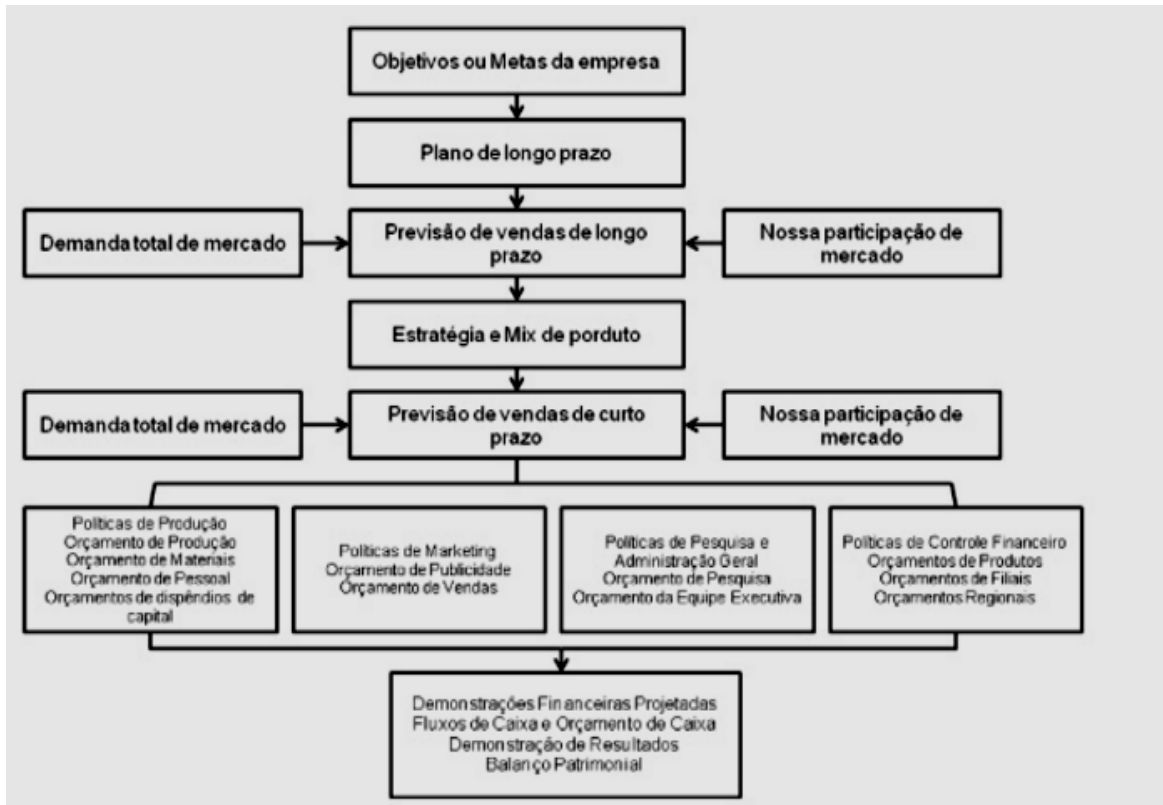 Objetivos ou Metas da empresa
Plano de longo prazo
Demanda total de mercado
Previsão de vendas de longo
prazo
Nossa participação de
mercado
Estratégia e Mix de porduto
Demanda total de mercado
Previsão de vendas de curto
prazo
Nossa participação de
mercado
Políticas de Produção
Orçamento de Produção
Orçamento de Materiais
Orçamento de Pessoal
Orçamentos de dispêndios de
capital
Políticas de Marketing
Orçamento de Publicidade
Orçamento de Vendas
Políticas de Pesquisa e
Administração Geral
Orçamento de Pesquisa
Orçamento da Equipe Executiva
Políticas de Controle Financeiro
Orçamentos de Produtos
Orçamentos de Filiais
Orçamentos Regionais
Demonstrações Financeiras Projetadas
Fluxos de Caixa e Orçamento de Caixa
Demonstração de Resultados
Balanço Patrimonial